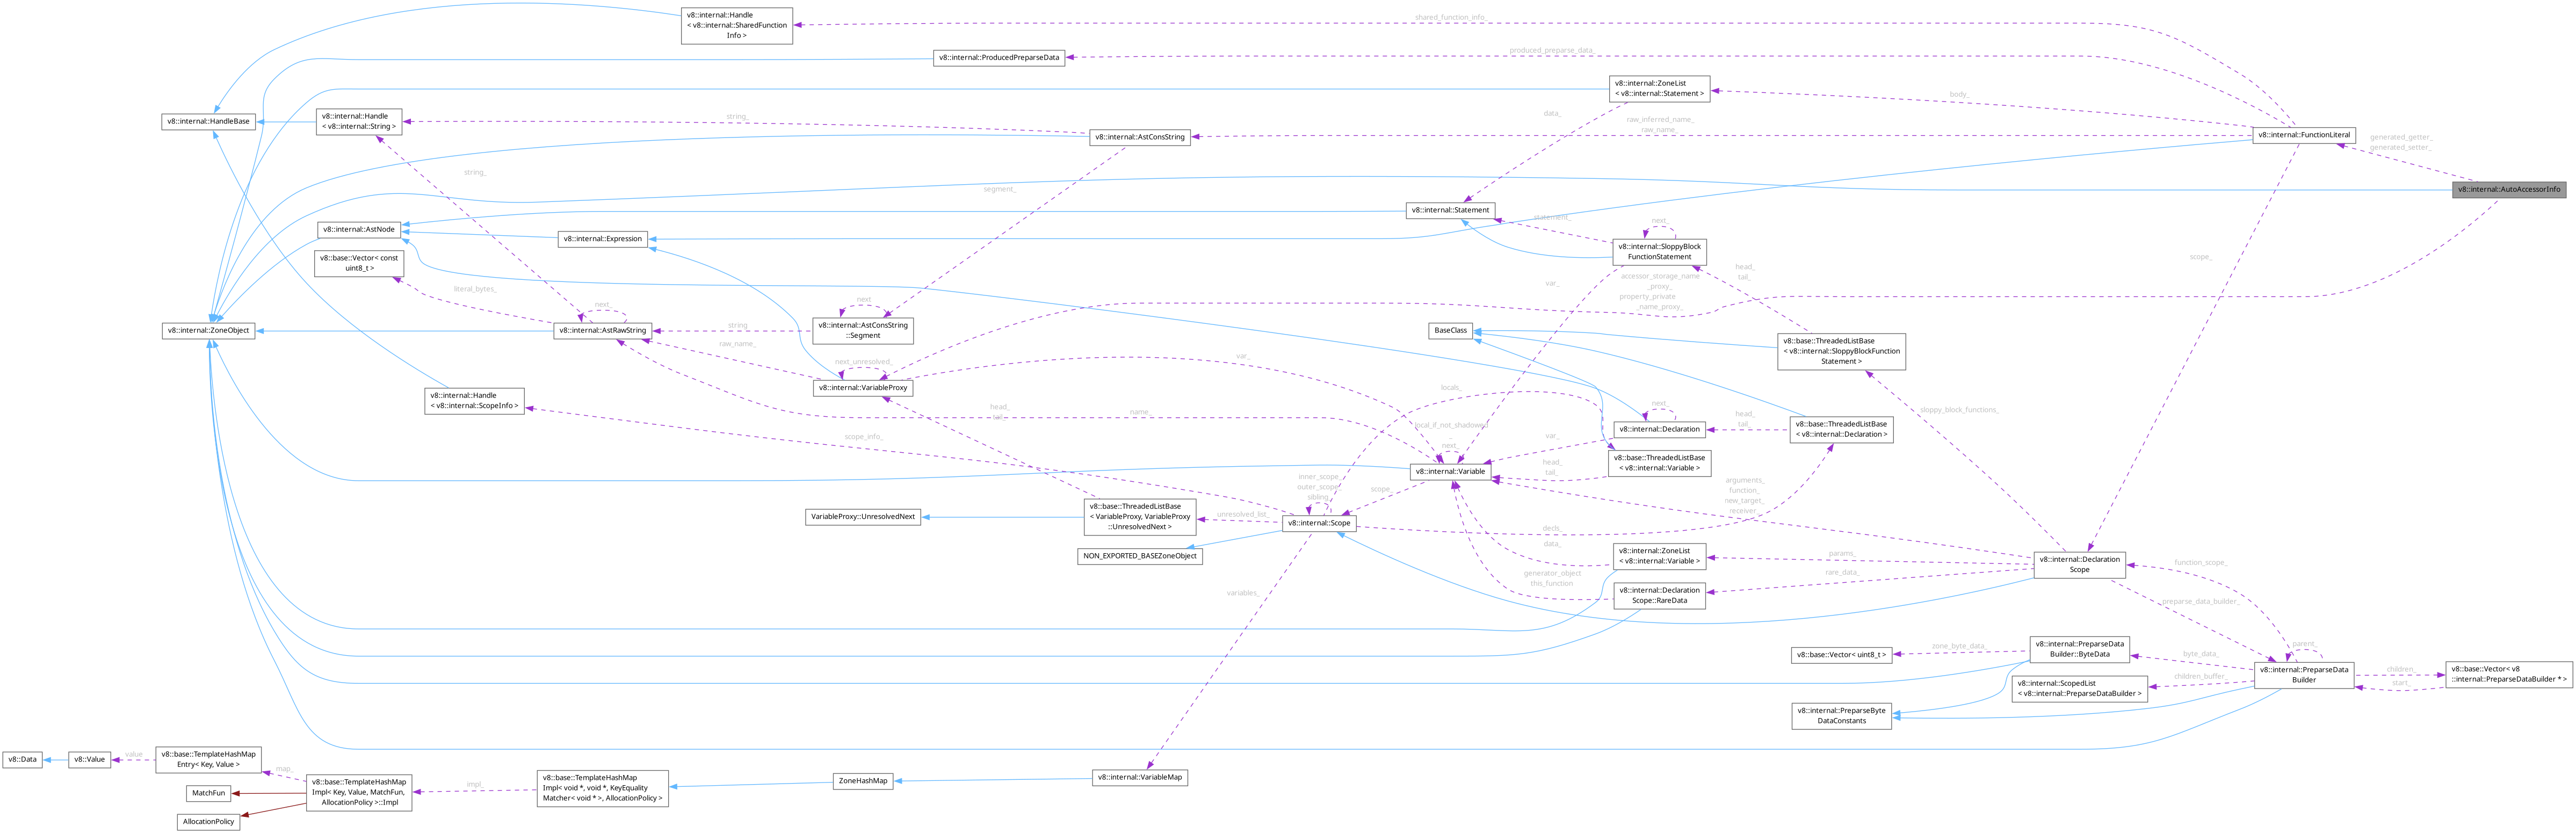 v8::internal::Handle
< v8::internal::SharedFunction
Info >
shared_function_info_
v8::internal::ProducedPreparseData
produced_preparse_data_
v8::internal::ZoneList
< v8::internal::Statement >
body_
v8::internal::HandleBase
v8::internal::Handle
< v8::internal::String >
string_
v8::internal::AstConsString
data_
raw_inferred_name_
raw_name_
v8::internal::FunctionLiteral
generated_getter_
generated_setter_
v8::internal::AutoAccessorInfo
string_
segment_
v8::internal::AstNode
v8::internal::Expression
v8::internal::Statement
statement_
next_
v8::internal::SloppyBlock
FunctionStatement
v8::base::Vector< const
uint8_t >
literal_bytes_
scope_
head_
tail_
var_
accessor_storage_name
_proxy_
property_private
_name_proxy_
next
v8::internal::AstConsString
::Segment
string
next_
v8::internal::ZoneObject
v8::internal::AstRawString
raw_name_
BaseClass
v8::base::ThreadedListBase
< v8::internal::SloppyBlockFunction
Statement >
next_unresolved_
v8::internal::VariableProxy
var_
locals_
v8::internal::Handle
< v8::internal::ScopeInfo >
head_
tail_
name_
next_
v8::internal::Declaration
head_
tail_
v8::base::ThreadedListBase
< v8::internal::Declaration >
sloppy_block_functions_
scope_info_
local_if_not_shadowed
_
next_
var_
v8::internal::Variable
head_
tail_
v8::base::ThreadedListBase
< v8::internal::Variable >
VariableProxy::UnresolvedNext
v8::base::ThreadedListBase
< VariableProxy, VariableProxy
::UnresolvedNext >
unresolved_list_
inner_scope_
outer_scope_
sibling_
scope_
v8::internal::Scope
decls_
arguments_
function_
new_target_
receiver_
NON_EXPORTED_BASEZoneObject
data_
v8::internal::ZoneList
< v8::internal::Variable >
params_
v8::internal::Declaration
Scope
function_scope_
generator_object
this_function
v8::internal::Declaration
Scope::RareData
rare_data_
preparse_data_builder_
variables_
v8::base::Vector< uint8_t >
zone_byte_data_
v8::internal::PreparseData
Builder::ByteData
byte_data_
parent_
v8::internal::PreparseData
Builder
children_
start_
v8::base::Vector< v8
::internal::PreparseDataBuilder * >
v8::internal::ScopedList
< v8::internal::PreparseDataBuilder >
children_buffer_
v8::internal::PreparseByte
DataConstants
v8::Data
v8::Value
value
v8::base::TemplateHashMap
Entry< Key, Value >
map_
MatchFun
AllocationPolicy
v8::base::TemplateHashMap
Impl< Key, Value, MatchFun,
AllocationPolicy >::Impl
impl_
v8::base::TemplateHashMap
Impl< void *, void *, KeyEquality
Matcher< void * >, AllocationPolicy >
ZoneHashMap
v8::internal::VariableMap